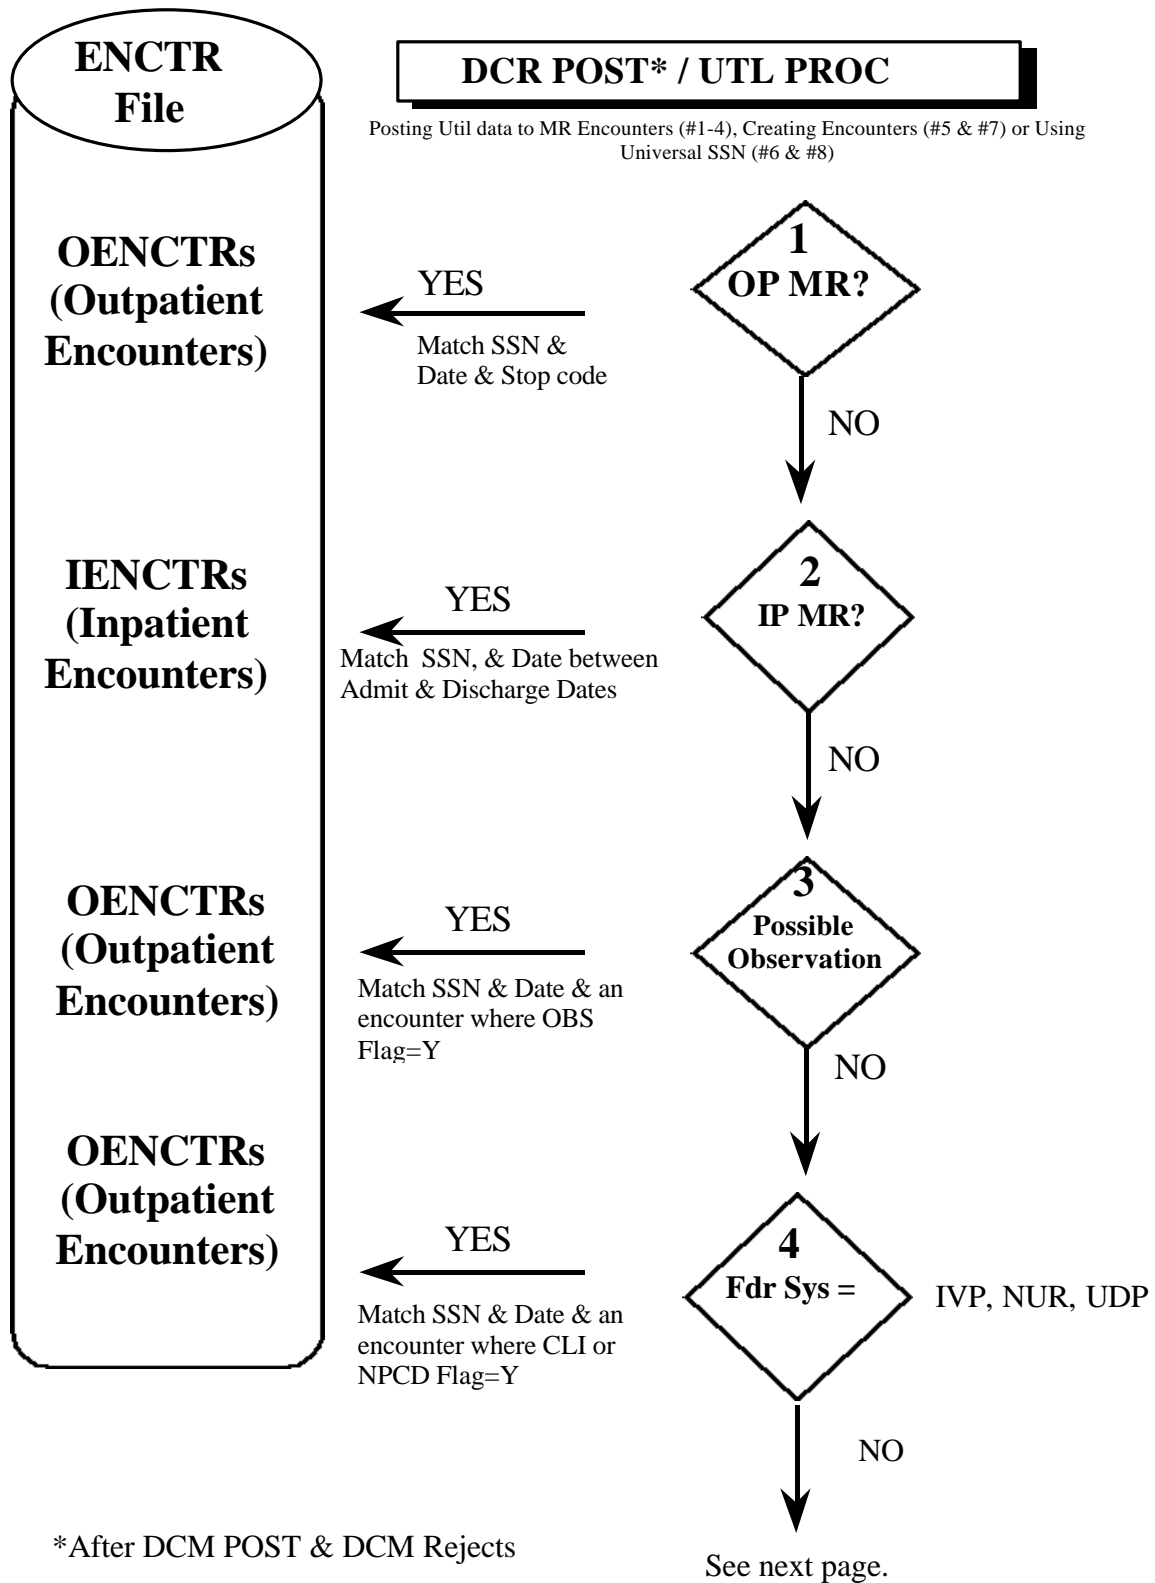 ENCTR
File
DCR POST* / UTL PROC
Posting Util data to MR Encounters (#1-4), Creating Encounters (#5 & #7) or Using
Universal SSN (#6 & #8)
OENCTRs
(Outpatient
Encounters)
YES
Match SSN &
Date & Stop code
1
OP MR?
NO
IENCTRs
(Inpatient
Encounters)
YES
Match SSN, & Date between
Admit & Discharge Dates
2
IP MR?
NO
OENCTRs
(Outpatient
Encounters)
YES
Match SSN & Date & an
encounter where OBS
Flag=Y
3
Possible
Observation
NO
OENCTRs
(Outpatient
Encounters)
YES
Match SSN & Date & an
encounter where CLI or
NPCD Flag=Y
4
Fdr Sys =
IVP, NUR, UDP
NO
*After DCM POST & DCM Rejects
See next page.